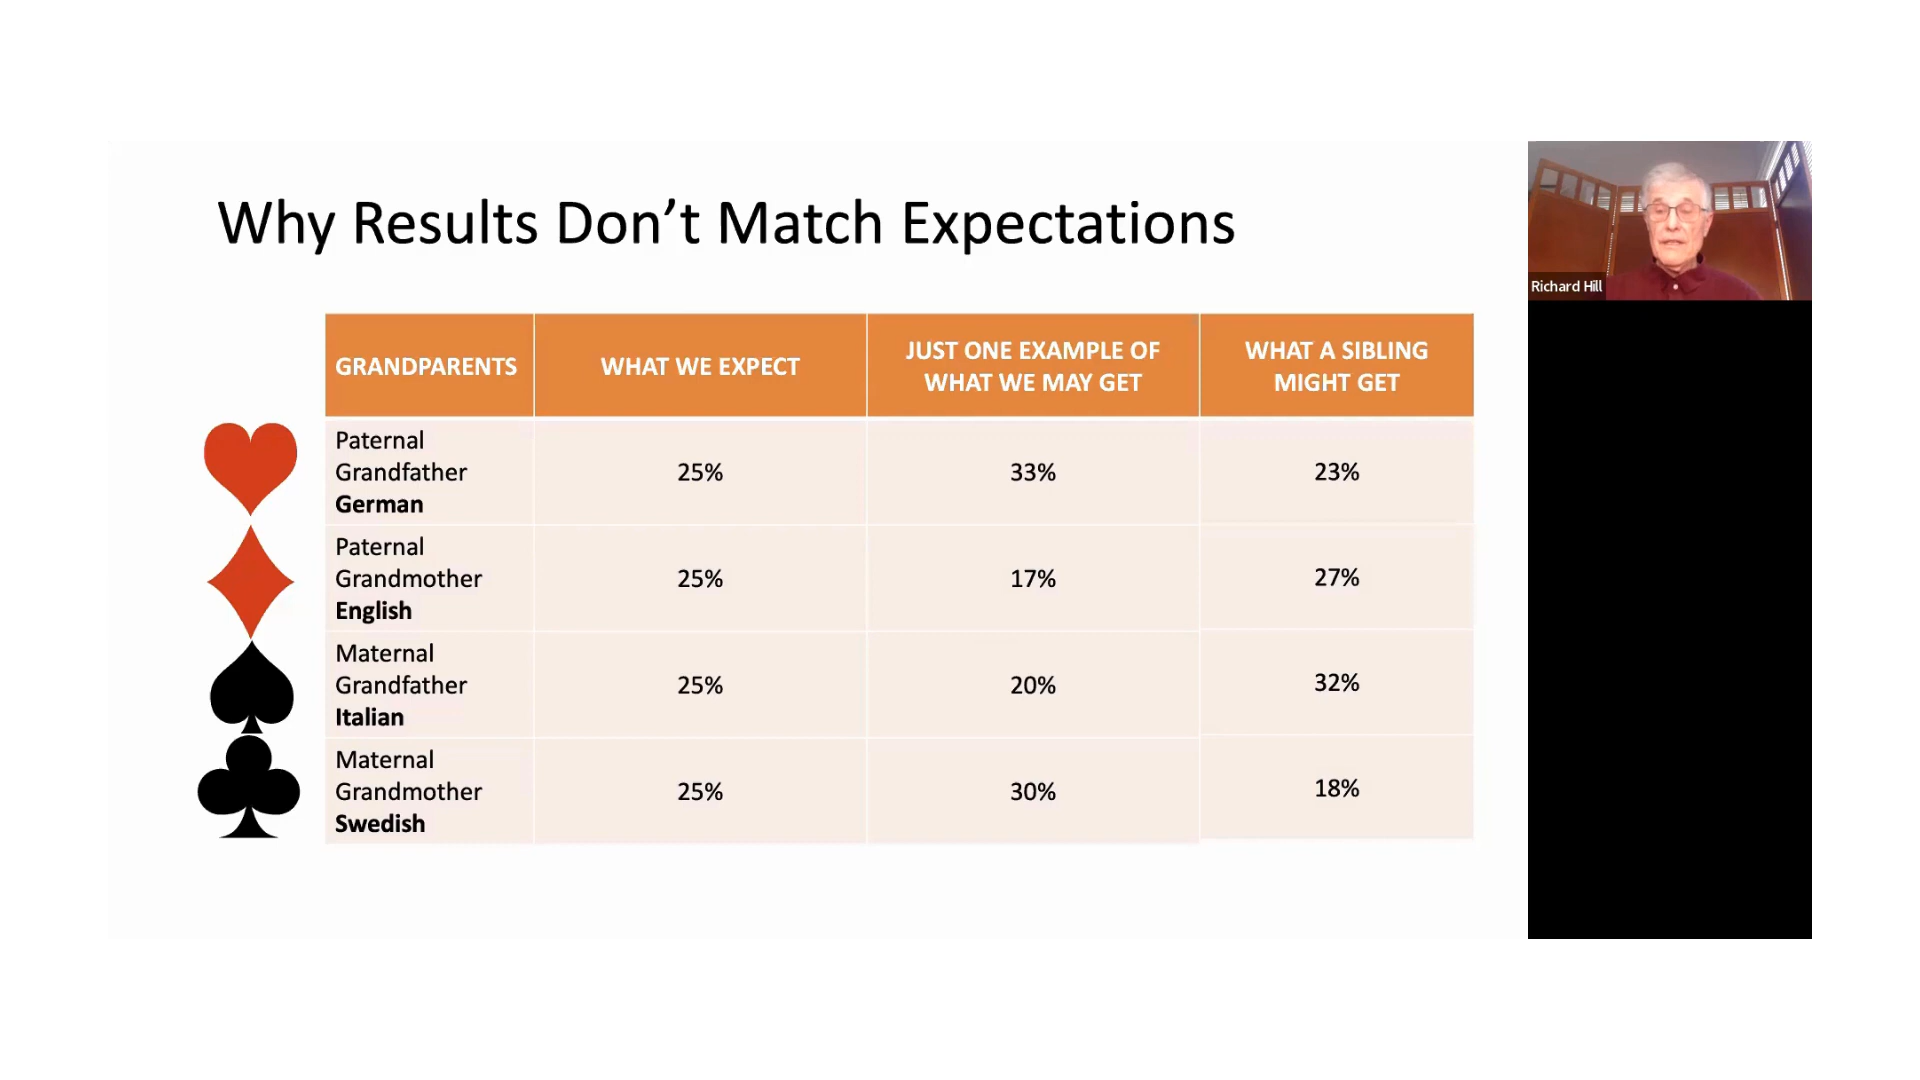 Why Results Don’t Match Expectations
Richard Hill
GRANDPARENTS
WHAT WE EXPECT
JUST ONE EXAMPLE OF
WHAT WE MAY GET
WHAT A SIBLING
MIGHT GET
Paternal
Grandfather
German
25%
33%
23%
Paternal
Grandmother
English
25%
17%
27%
Maternal
Grandfather
Italian
25%
20%
32%
Maternal
Grandmother
Swedish
25%
30%
18%